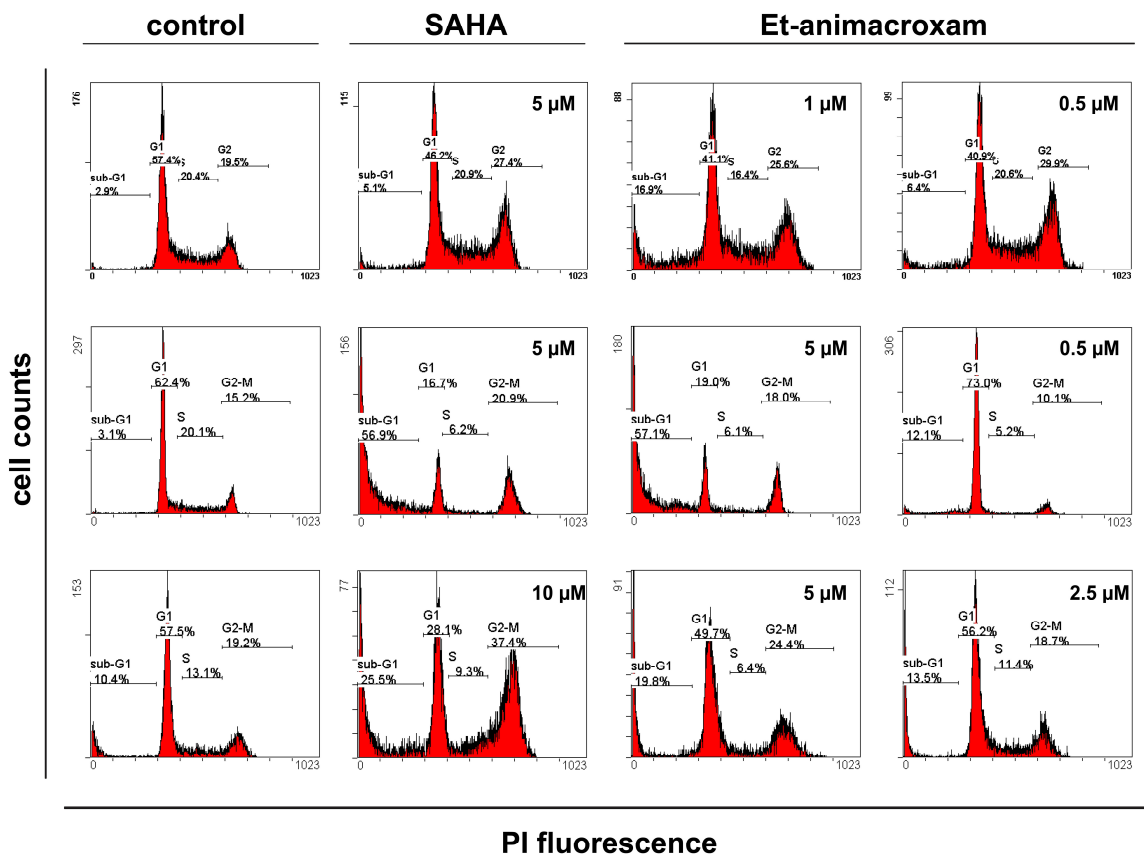 control
SAHA
Et-animacroxam
176
G1
57.4%
S
20.4%
G2
19.5%
sub-G1
2.9%
0
1023
115
5 µM
G1
46.2%
S
20.9%
G2
27.4%
sub-G1
5.1%
0
1023
88
1 µM
G1
41.1%
S
16.4%
G2
25.6%
sub-G1
16.9%
0
1023
99
0.5 µM
G1
40.9%
S
20.6%
G2
29.9%
sub-G1
6.4%
0
1023
297
G1
62.4%
G2-M
15.2%
sub-G1
3.1%
S
20.1%
0
1023
156
5 µM
G1
16.7%
G2-M
20.9%
sub-G1
56.9%
S
6.2%
0
1023
180
5 µM
G1
19.0%
G2-M
18.0%
sub-G1
57.1%
S
6.1%
0
1023
306
0.5 µM
G1
73.0%
G2-M
10.1%
sub-G1
12.1%
S
5.2%
0
1023
153
G1
57.5%
G2-M
19.2%
sub-G1
10.4%
S
13.1%
0
1023
77
10 µM
G1
28.1%
G2-M
37.4%
sub-G1
25.5%
S
9.3%
0
1023
91
5 µM
G1
49.7%
G2-M
24.4%
sub-G1
19.8%
S
6.4%
0
1023
112
2.5 µM
G1
56.2%
G2-M
18.7%
sub-G1
13.5%
S
11.4%
0
1023
cell counts
PI fluorescence